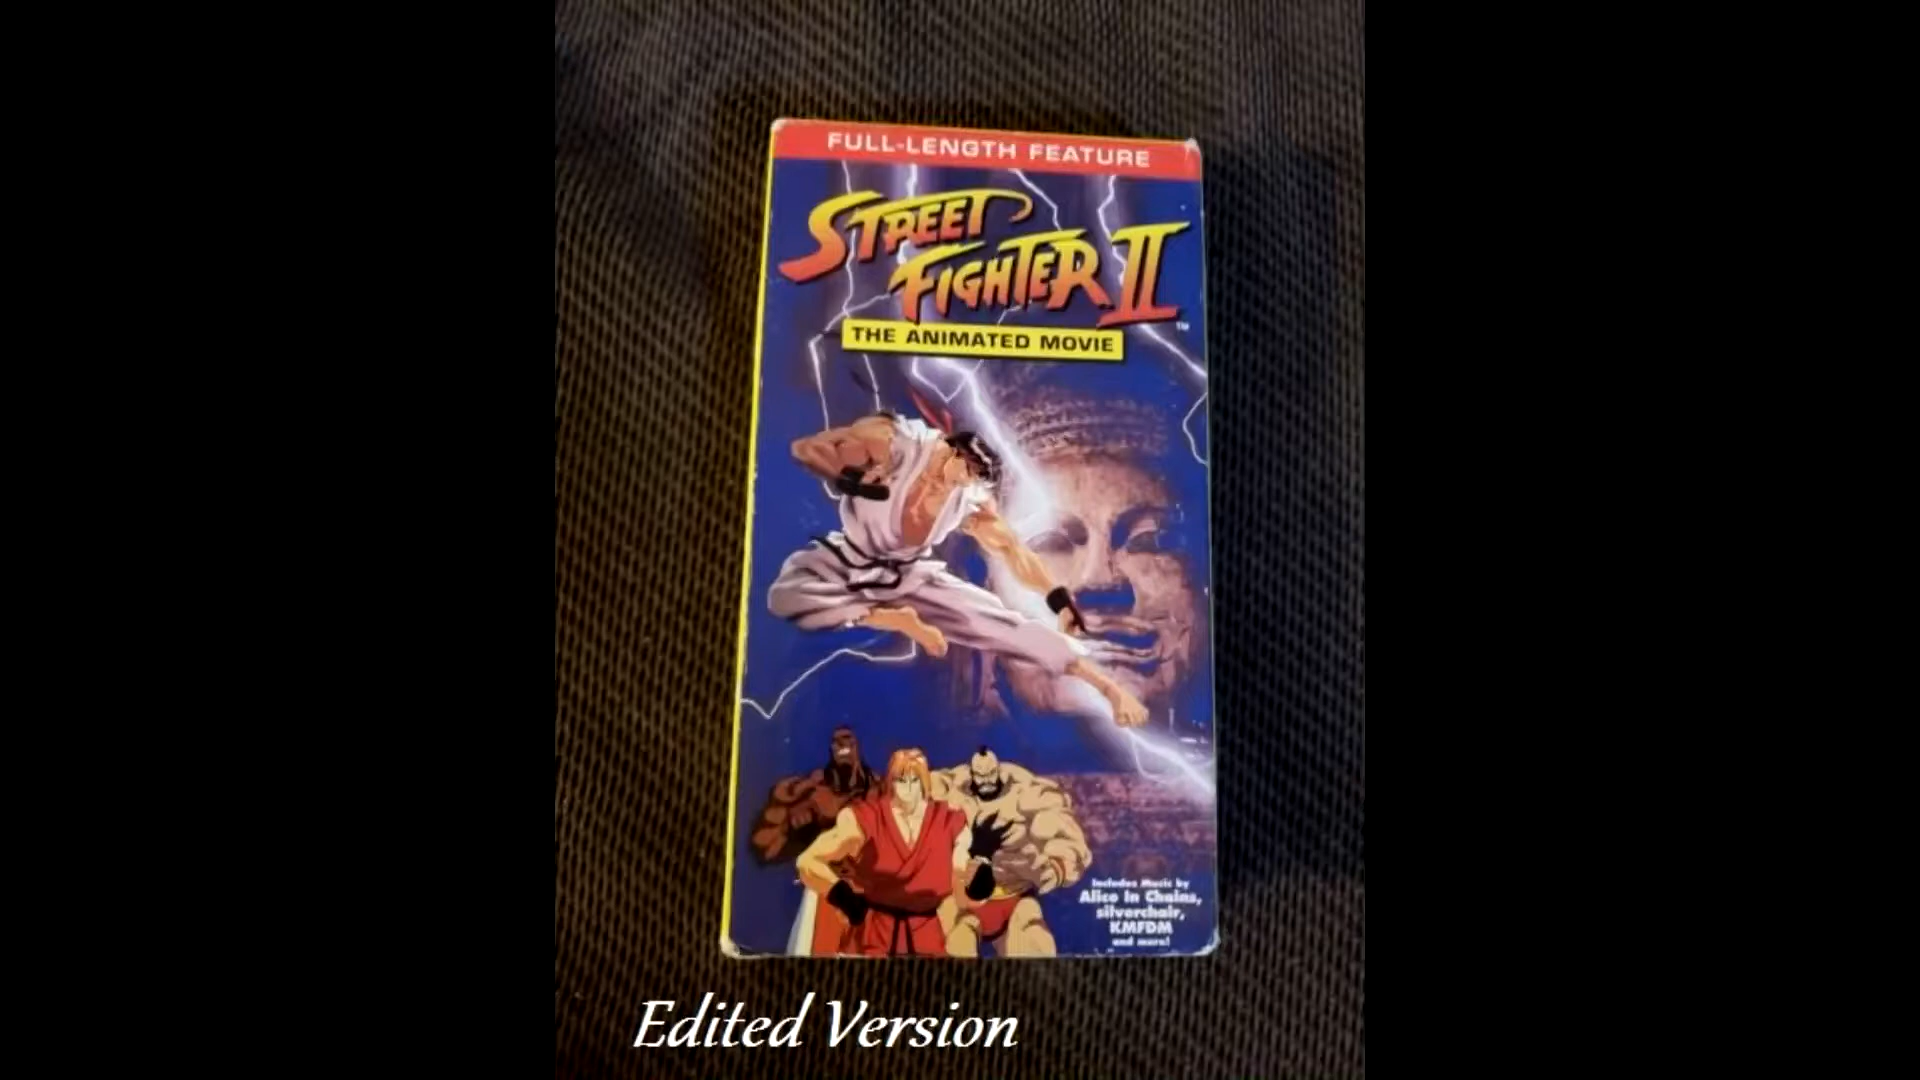 FULL-LENGTH FEATURE
STREET
FIGHTER II
TM
THE ANIMATED MOVIE
Includes Music by
Alice In Chains,
silverchair,
KMFDM
and more!
Edited Version